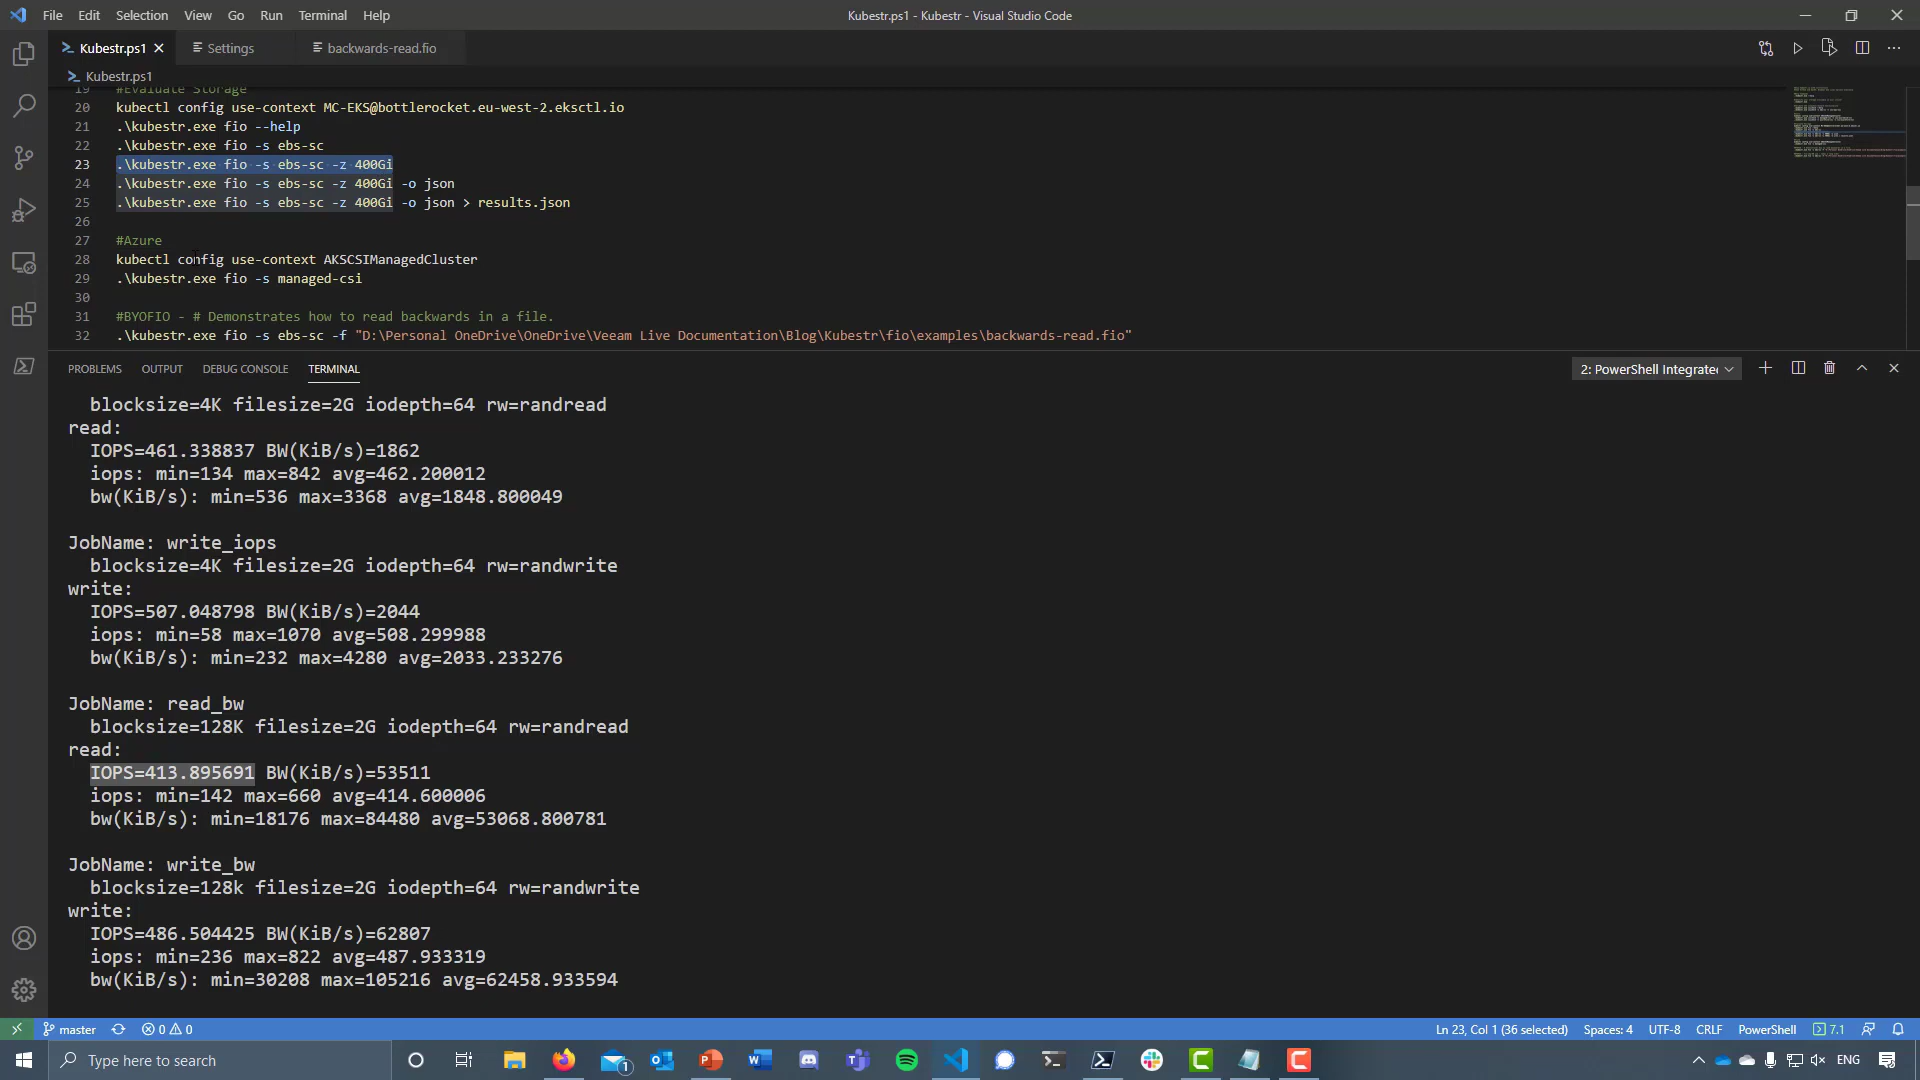 File Edit Selection View Go Run Terminal Help
Kubestr.ps1 - Kubestr - Visual Studio Code
Kubestr.ps1 Settings backwards-read.fio
Kubestr.ps1
19 #Evaluate Storage
20 kubectl config use-context MC-EKS@bottlerocket.eu-west-2.eksctl.io
21 .\kubestr.exe fio --help
22 .\kubestr.exe fio -s ebs-sc
23 .\kubestr.exe fio -s ebs-sc -z 400Gi
24 .\kubestr.exe fio -s ebs-sc -z 400Gi -o json
25 .\kubestr.exe fio -s ebs-sc -z 400Gi -o json > results.json
26
27 #Azure
28 kubectl config use-context AKSCSIManagedCluster
29 .\kubestr.exe fio -s managed-csi
30
31 #BYOFIO - # Demonstrates how to read backwards in a file.
32 .\kubestr.exe fio -s ebs-sc -f "D:\Personal OneDrive\OneDrive\Veeam Live Documentation\Blog\Kubestr\fio\examples\backwards-read.fio"
PROBLEMS OUTPUT DEBUG CONSOLE TERMINAL
2: PowerShell Integrated
blocksize=4K filesize=2G iodepth=64 rw=randread
read:
IOPS=461.338837 BW(KiB/s)=1862
iops: min=134 max=842 avg=462.200012
bw(KiB/s): min=536 max=3368 avg=1848.800049
JobName: write_iops
blocksize=4K filesize=2G iodepth=64 rw=randwrite
write:
IOPS=507.048798 BW(KiB/s)=2044
iops: min=58 max=1070 avg=508.299988
bw(KiB/s): min=232 max=4280 avg=2033.233276
JobName: read_bw
blocksize=128K filesize=2G iodepth=64 rw=randread
read:
IOPS=413.895691 BW(KiB/s)=53511
iops: min=142 max=660 avg=414.600006
bw(KiB/s): min=18176 max=84480 avg=53068.800781
JobName: write_bw
blocksize=128k filesize=2G iodepth=64 rw=randwrite
write:
IOPS=486.504425 BW(KiB/s)=62807
iops: min=236 max=822 avg=487.933319
bw(KiB/s): min=30208 max=105216 avg=62458.933594
master 0 0
Ln 23, Col 1 (36 selected) Spaces: 4 UTF-8 CRLF PowerShell 7.1
Type here to search
1
ENG